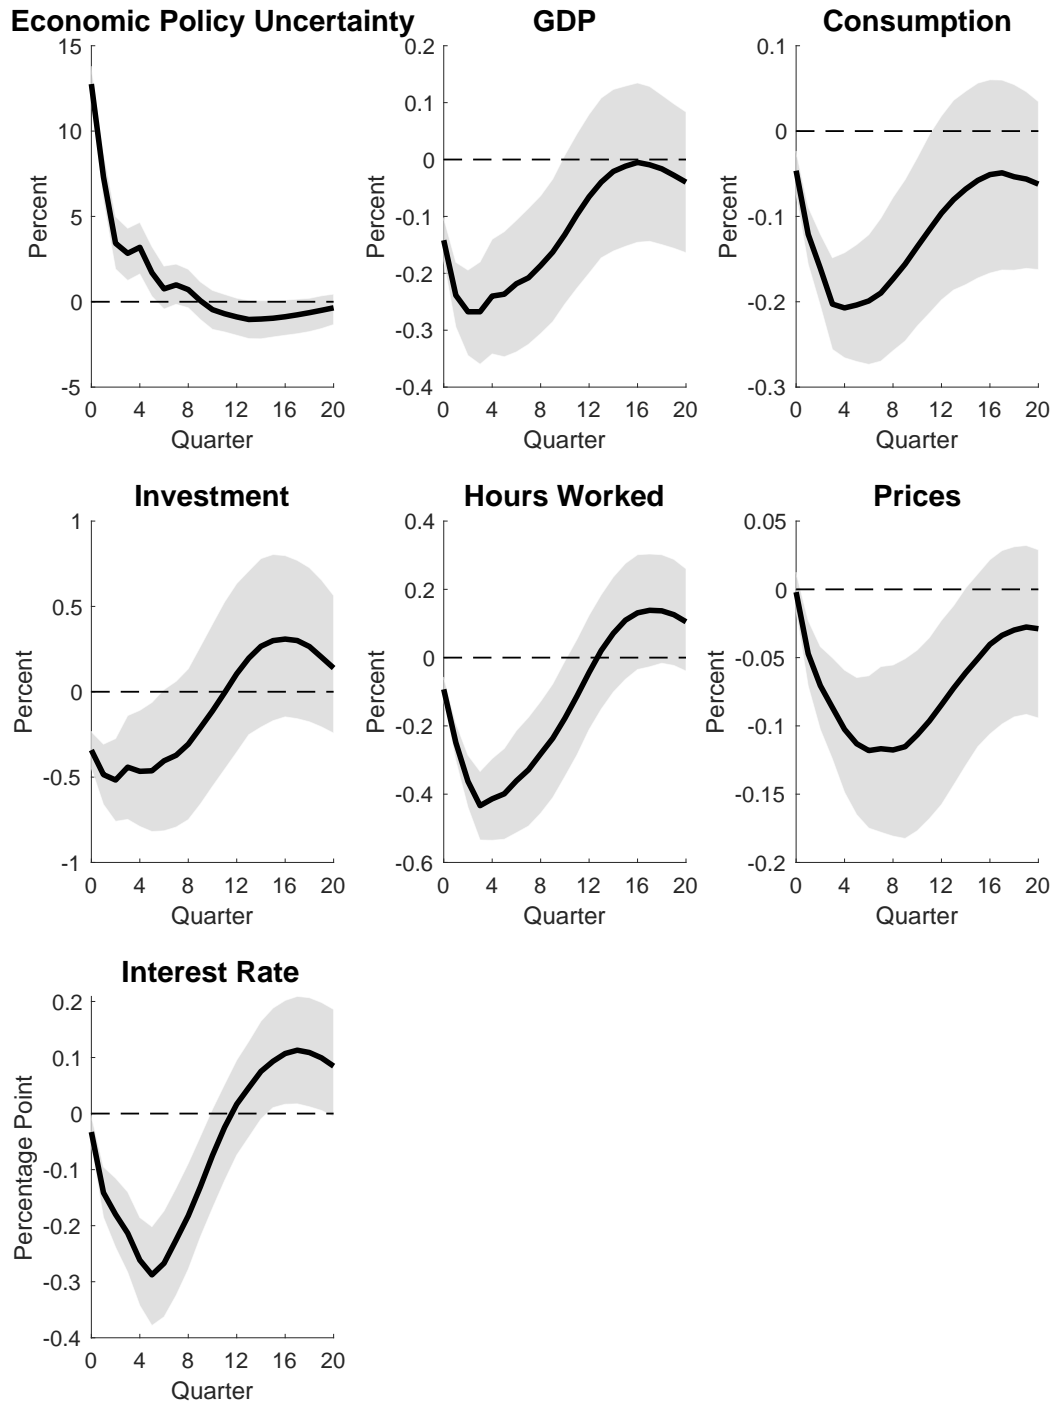 Economic Policy Uncertainty
15
10
5
0
-5
Percent
0 4 8 12 16 20
Quarter
GDP
0.2
0.1
0
-0.1
-0.2
-0.3
-0.4
Percent
0 4 8 12 16 20
Quarter
Consumption
0.1
0
-0.1
-0.2
-0.3
Percent
0 4 8 12 16 20
Quarter
Investment
1
0.5
0
-0.5
-1
Percent
0 4 8 12 16 20
Quarter
Hours Worked
0.4
0.2
0
-0.2
-0.4
-0.6
Percent
0 4 8 12 16 20
Quarter
Prices
0.05
0
-0.05
-0.1
-0.15
-0.2
Percent
0 4 8 12 16 20
Quarter
Interest Rate
0.2
0.1
0
-0.1
-0.2
-0.3
-0.4
Percentage Point
0 4 8 12 16 20
Quarter